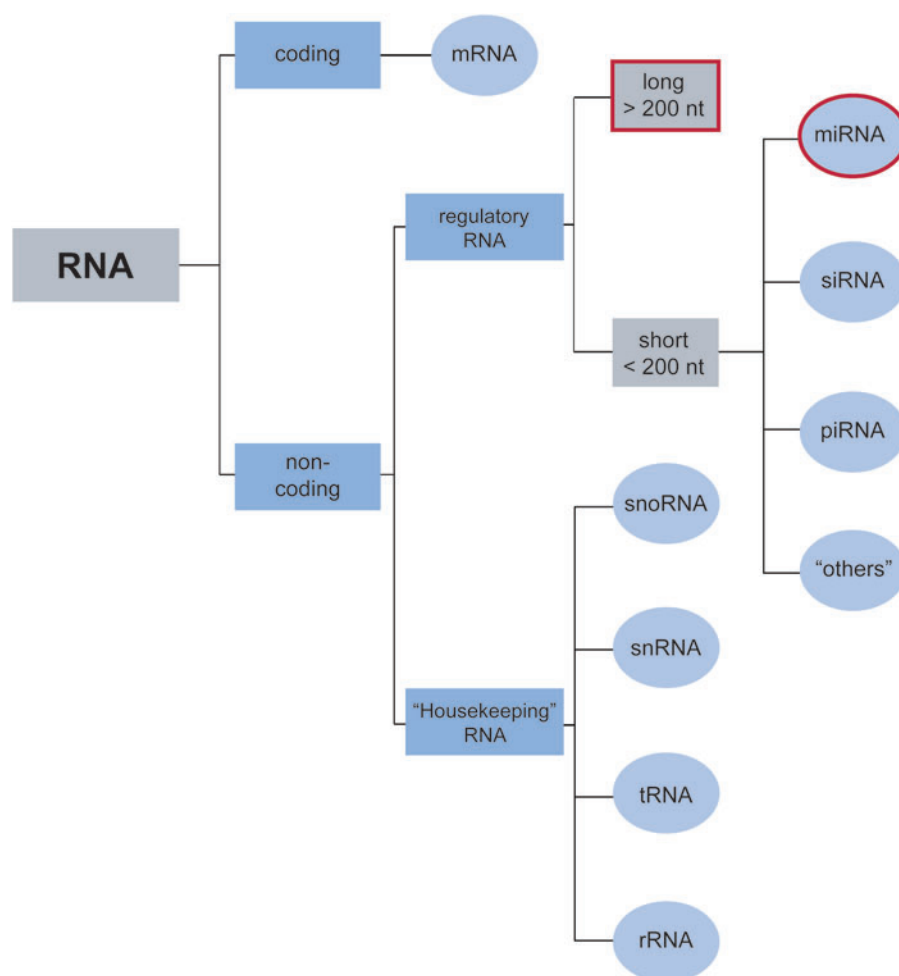 coding
mRNA
long
> 200 nt
miRNA
regulatory
RNA
RNA
siRNA
short
< 200 nt
piRNA
non-
coding
snoRNA
“others”
snRNA
“Housekeeping”
RNA
tRNA
rRNA